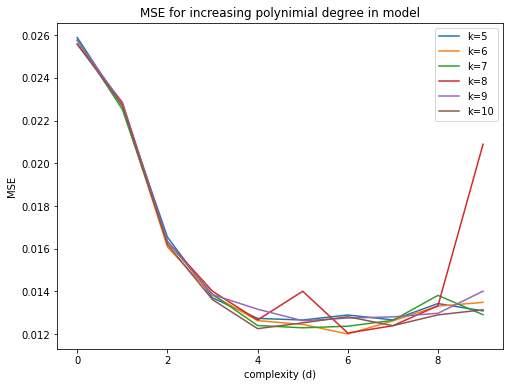 MSE for increasing polynimial degree in model
0.026
0.024
0.022
0.020
0.018
0.016
0.014
0.012
MSE
0
2
4
6
8
complexity (d)
k=5
k=6
k=7
k=8
k=9
k=10